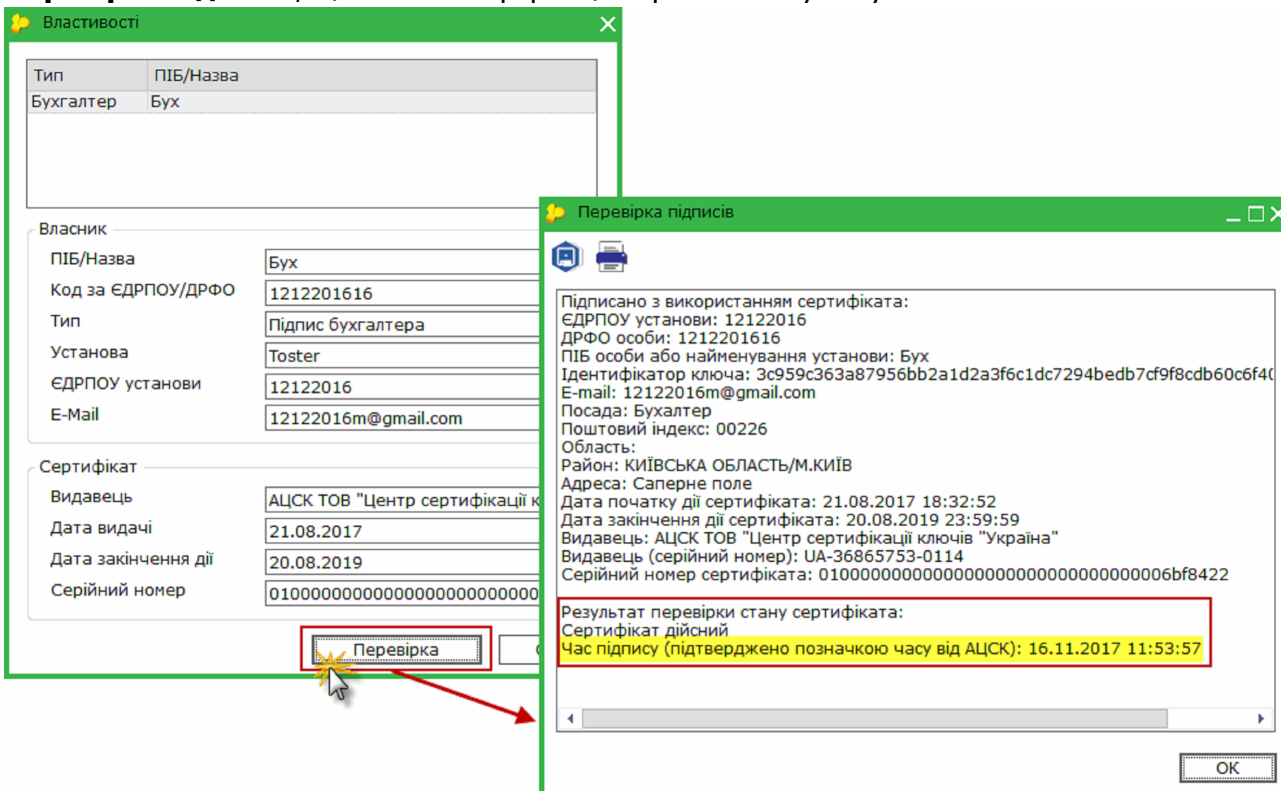 Властивості
Тип ПІБ/Назва
Бухгалтер Бух
Власник
ПІБ/Назва Бух
Код за ЄДРПОУ/ДРФО 1212201616
Тип Підпис бухгалтера
Установа Toster
ЄДРПОУ установи 12122016
E-Mail 12122016m@gmail.com
Сертифікат
Видавець АЦСК ТОВ "Центр сертифікації к
Дата видачі 21.08.2017
Дата закінчення дії 20.08.2019
Серійний номер
Перевірка
Перевірка підписів
Підписано з використанням сертифіката:
ЄДРПОУ установи: 12122016
ДРФО особи: 1212201616
ПІБ особи або найменування установи: Бух
Ідентифікатор ключа: 3c959c363a87956bb2a1d2a3f6c1dc7294bedb7cf9f8cdb60c6f40
E-mail: 12122016m@gmail.com
Посада: Бухалтер
Поштовий індекс: 00226
Область:
Район: КИЇВСЬКА ОБЛАСТЬ/М.КИЇВ
Адреса: Саперне поле
Дата початку дії сертифіката: 21.08.2017 18:32:52
Дата закінчення дії сертифіката: 20.08.2019 23:59:59
Видавець: АЦСК ТОВ "Центр сертифікації ключів "Україна"
Видавець (серійний номер): UA-36865753-0114
Серійний номер сертифіката:
Результат перевірки стану сертифіката:
Сертифікат дійсний
Час підпису (підтверджено позначкою часу від АЦСК): 16.11.2017 11:53:57
OK